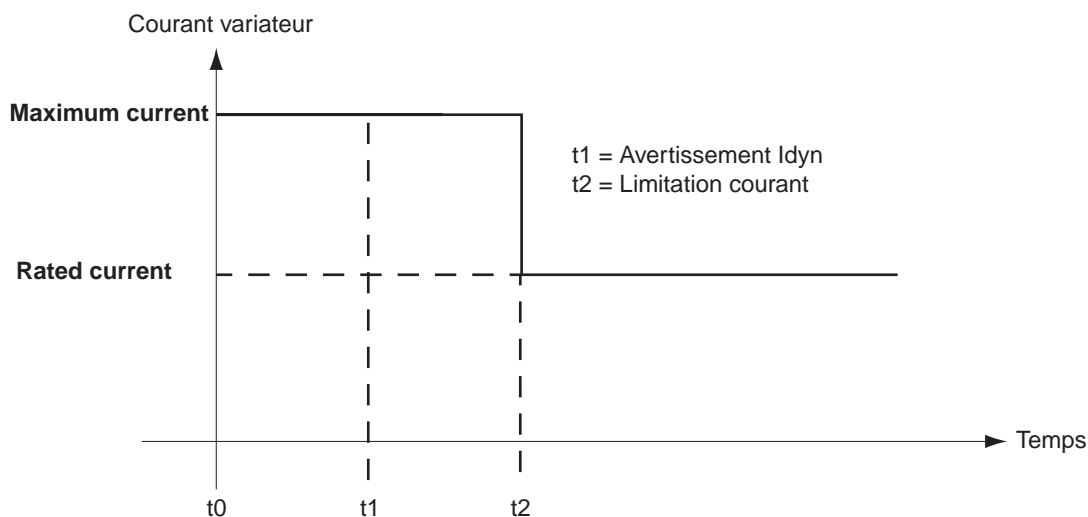 Courant variateur
Maximum current
t1 = Avertissement Idyn
t2 = Limitation courant
Rated current
Temps
t0 t1 t2